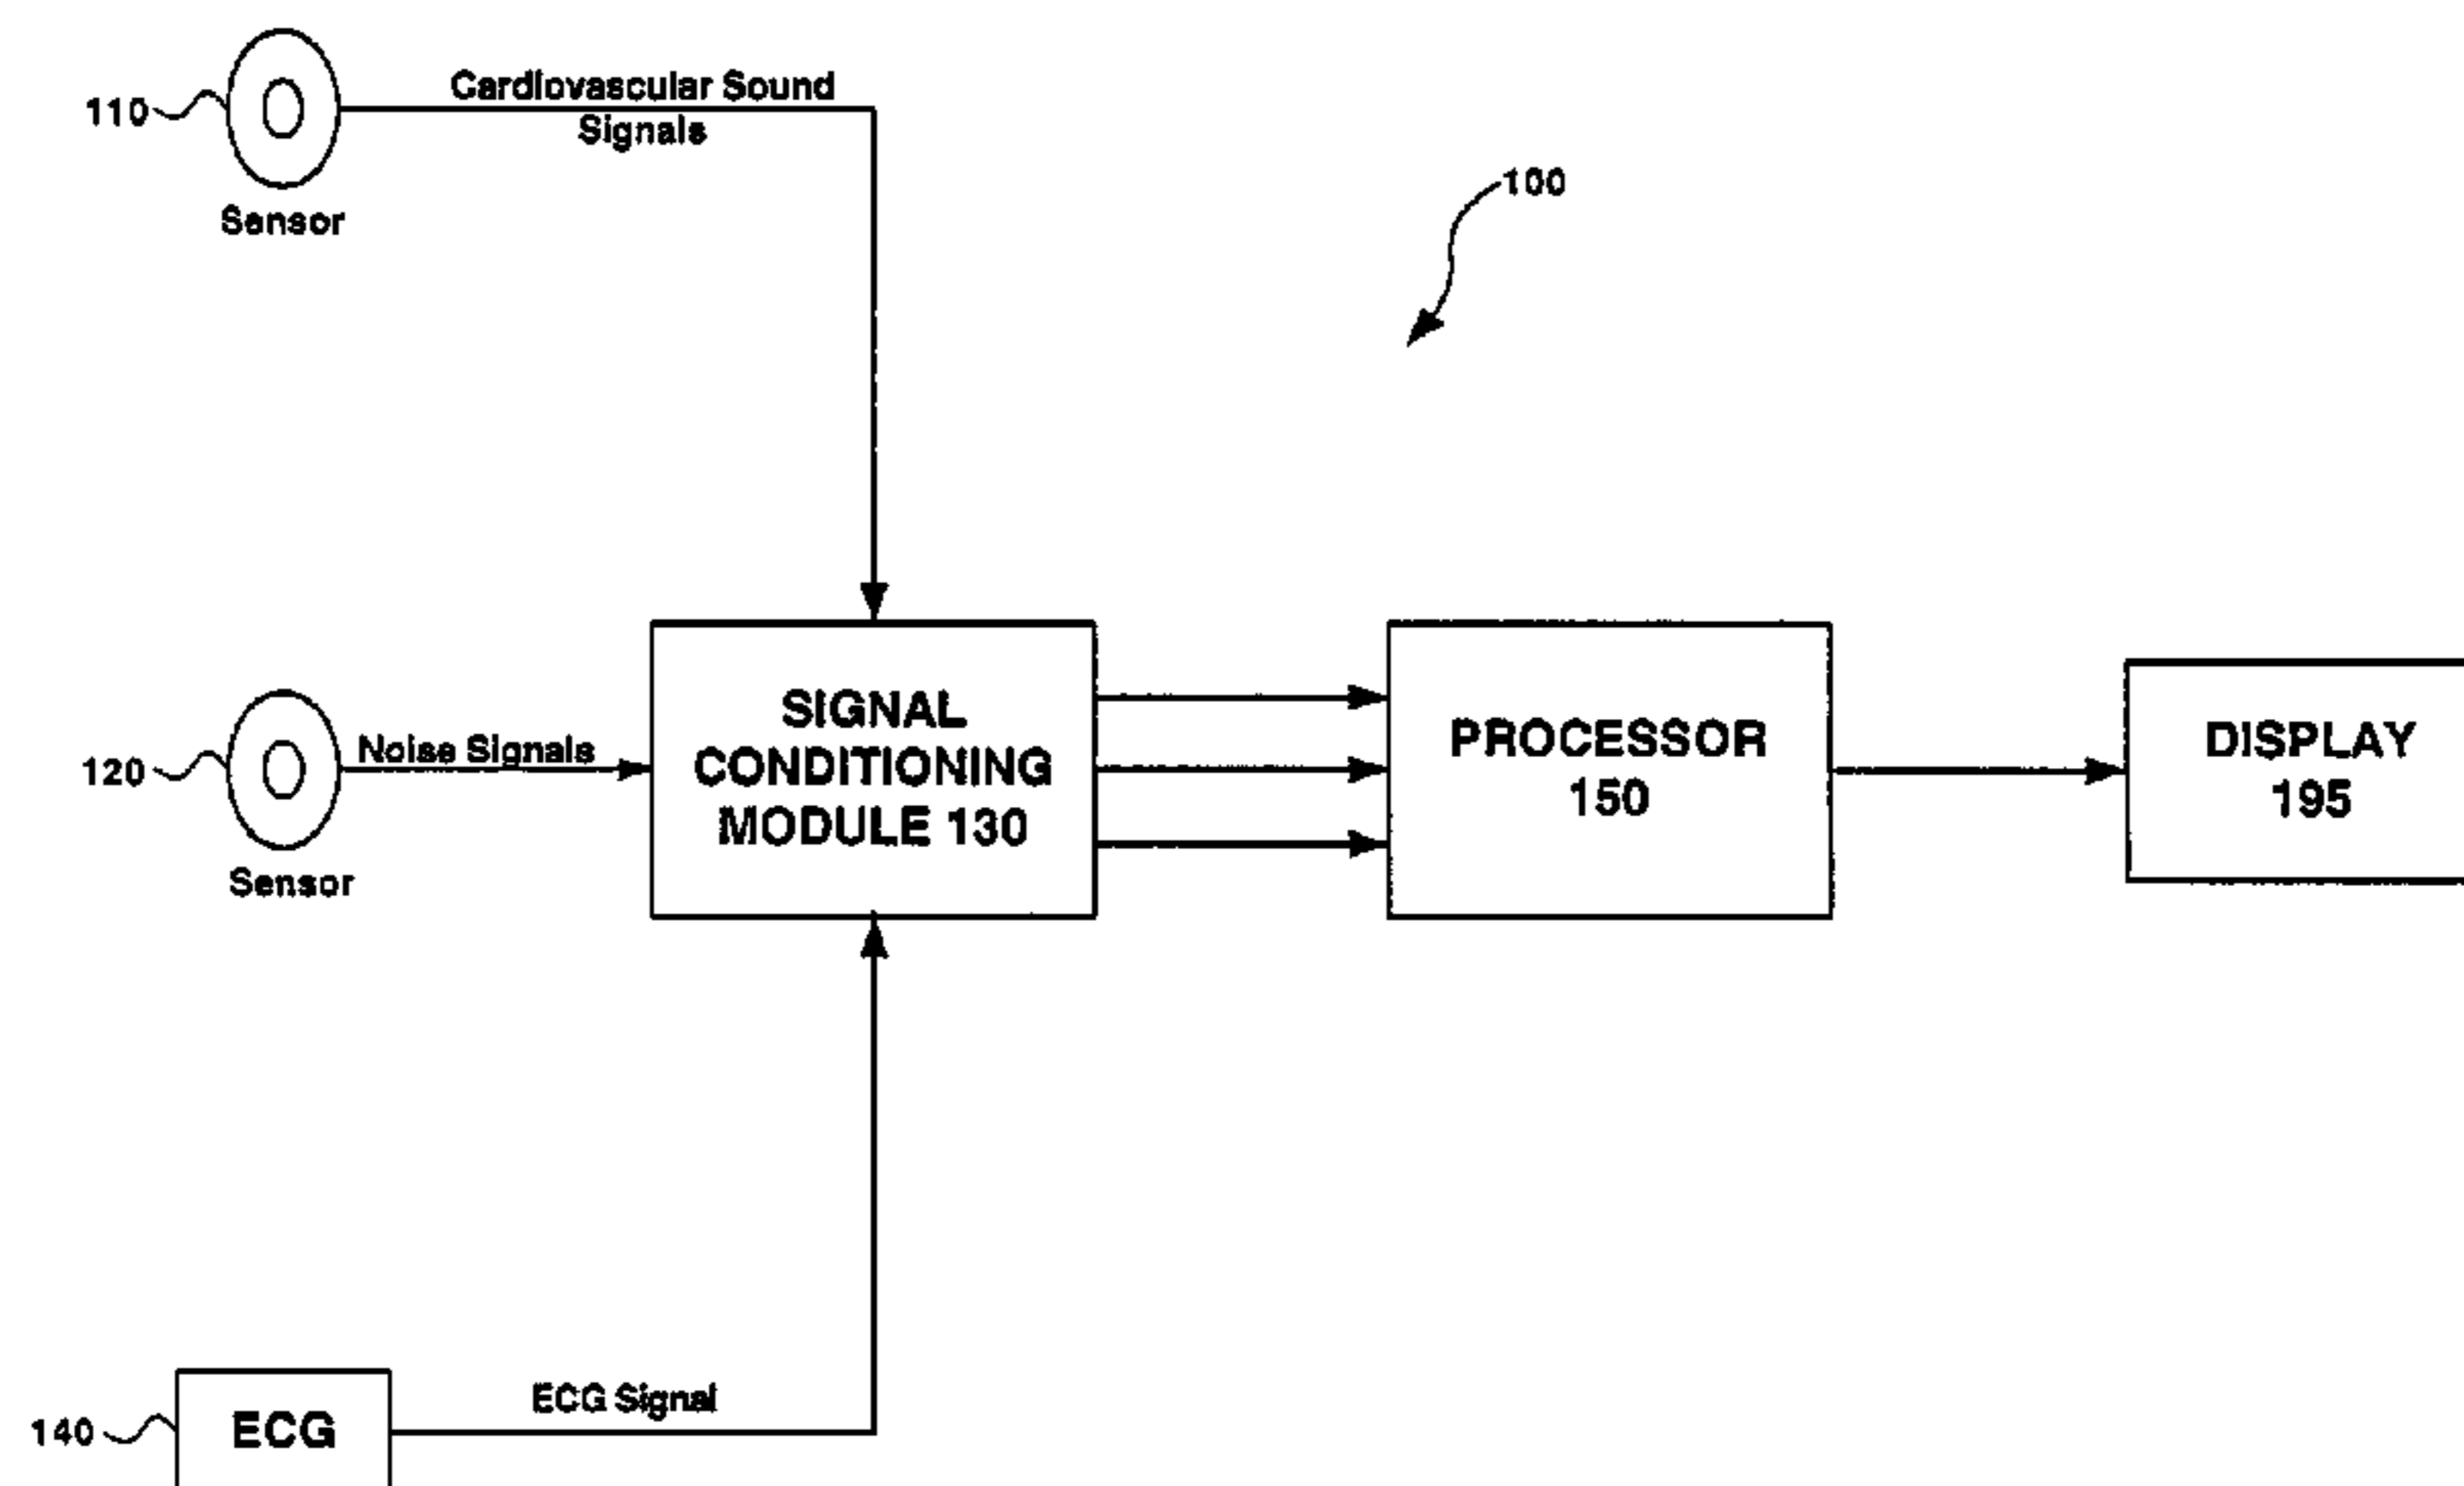 110
Cardiovascular Sound
Signals
Sensor
100
120
Noise Signals
Sensor
SIGNAL
CONDITIONING
MODULE 130
PROCESSOR
150
DISPLAY
195
140
ECG
ECG Signal